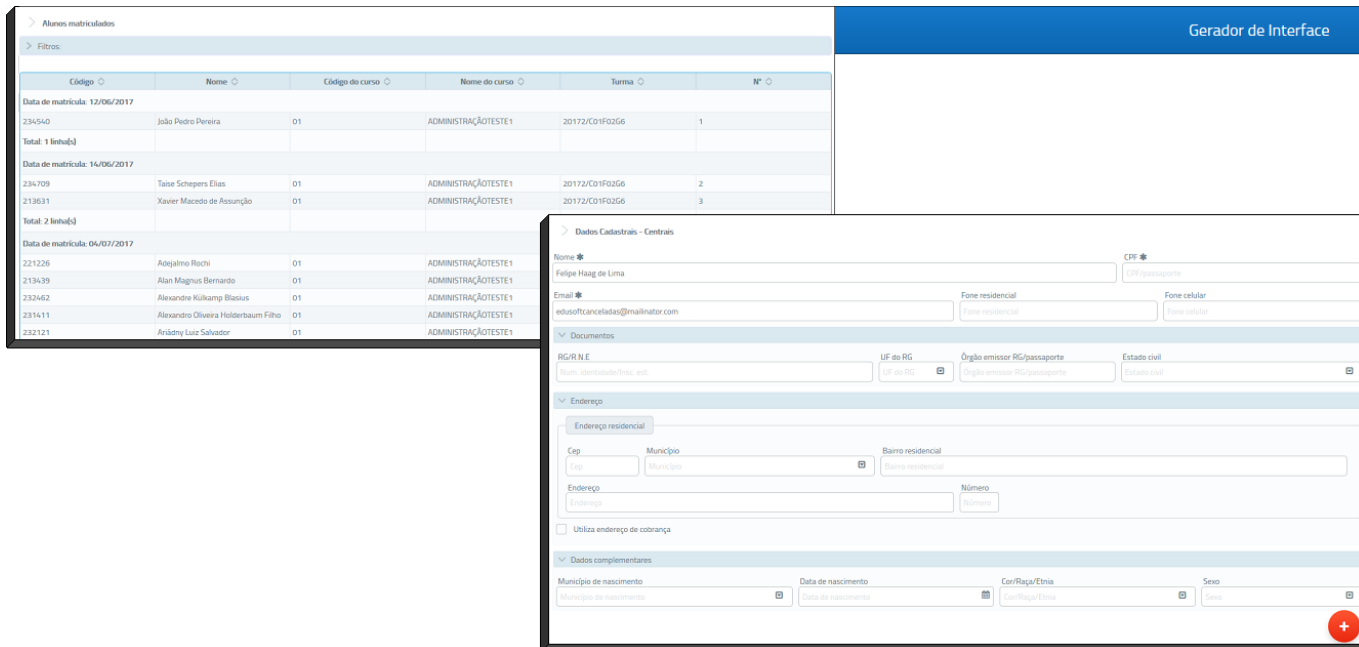 Alunos matriculados
Gerador de Interface
Filtros:
Código Nome Código do curso Nome do curso Turma N°
Data de matrícula: 12/06/2017
234540 João Pedro Pereira 01 ADMINISTRAÇÃOTESTE1 20172/C01F02G6 1
Total: 1 linha(s)
Data de matrícula: 14/06/2017
234709 Taise Schepers Elias 01 ADMINISTRAÇÃOTESTE1 20172/C01F02G6 2
213631 Xavier Macedo de Assunção 01 ADMINISTRAÇÃOTESTE1 20172/C01F02G6 3
Total: 2 linha(s)
Data de matrícula: 04/07/2017
221226 Adejalmo Rochi 01 ADMINISTRAÇÃOTESTE1
213439 Alan Magnus Bernardo 01 ADMINISTRAÇÃOTESTE1
232462 Alexandre Külkamp Blasius 01 ADMINISTRAÇÃOTESTE1
231411 Alexandro Oliveira Holderbaum Filho 01 ADMINISTRAÇÃOTESTE1
232121 Ariádny Luiz Salvador 01 ADMINISTRAÇÃOTESTE1
Dados Cadastrais - Centrais
Nome ✱ CPF ✱
Felipe Haag de Lima CPF/passaporte
Email ✱ Fone residencial Fone celular
edusoftcanceladas@mailinator.com Fone residencial Fone celular
Documentos
RG/R.N.E UF do RG Órgão emissor RG/passaporte Estado civil
Num. identidade/Insc. est. UF do RG Órgão emissor RG/passaporte Estado civil
Endereço
Endereço residencial
Cep Município Bairro residencial
Cep Município Bairro residencial
Endereço Número
Endereço Número
Utiliza endereço de cobrança
Dados complementares
Município de nascimento Data de nascimento Cor/Raça/Etnia Sexo
Município de nascimento Data de nascimento Cor/Raça/Etnia Sexo
+